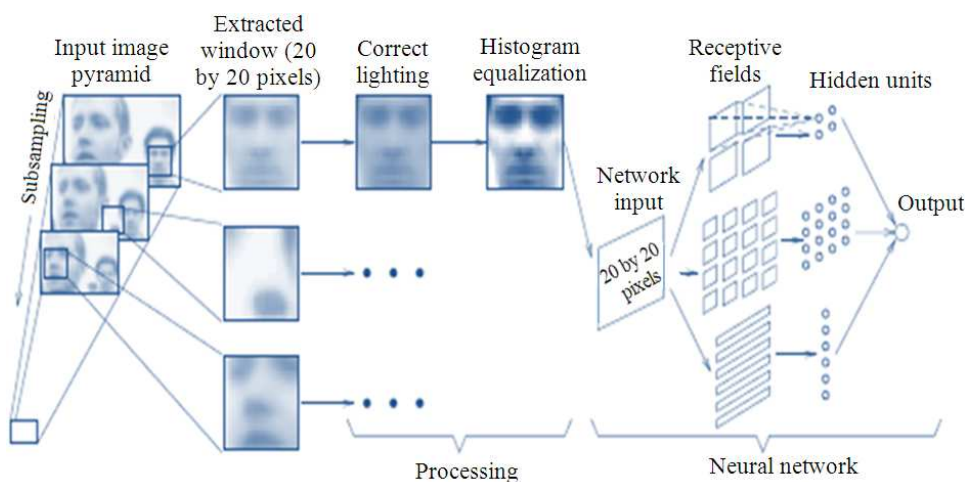 Input image
pyramid
Extracted
window (20
by 20 pixels)
Correct
lighting
Histogram
equalization
Receptive
fields
Hidden units
Subsampling
Network
input
20 by 20
pixels
Output
Processing
Neural network